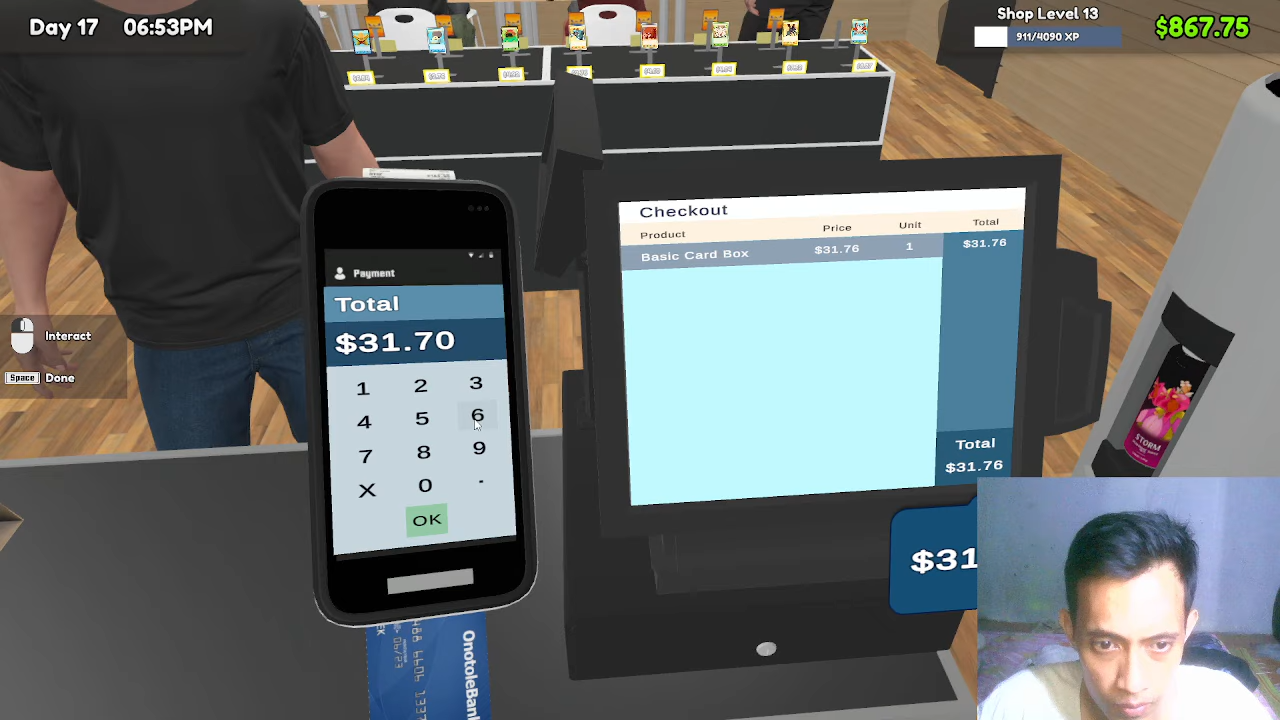 Day 17 06:53PM
Shop Level 13
911/4090 XP
$867.75
Interact
Space Done
Payment
Total
$31.70
1 2 3
4 5 6
7 8 9
X 0 .
OK
Checkout
Product Price Unit Total
Basic Card Box $31.76 1 $31.76
Total
$31.76
$31
STORM
OnotoleBank